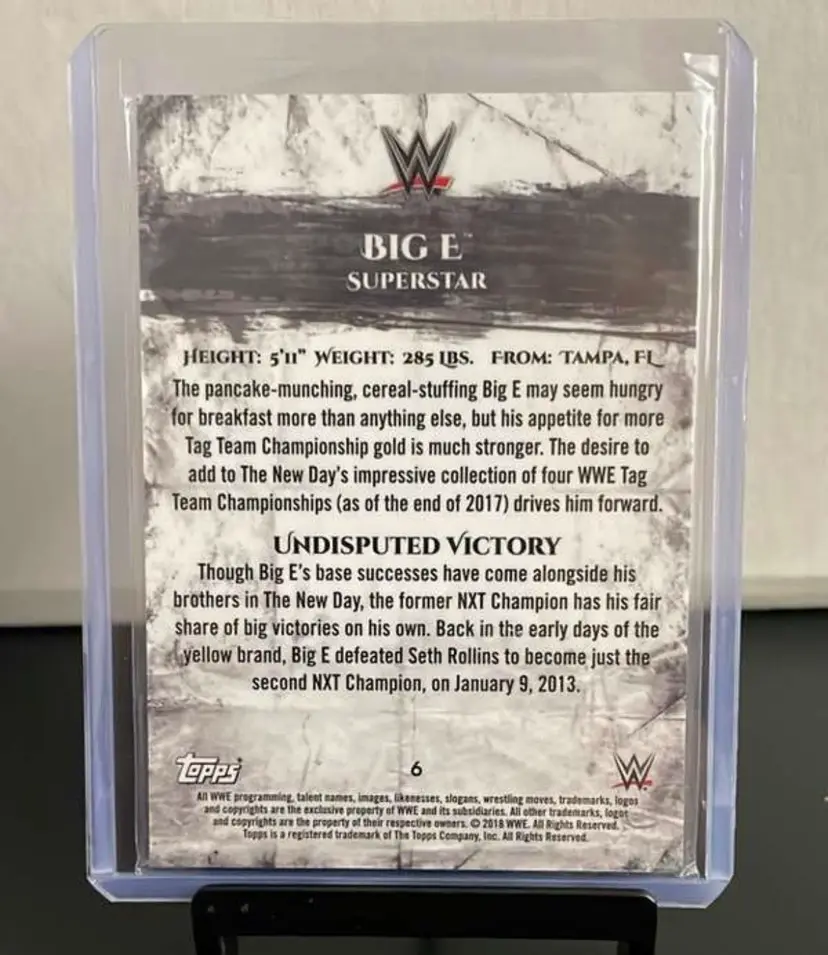 W
BIG E™
SUPERSTAR
HEIGHT: 5'11" WEIGHT: 285 LBS. FROM: TAMPA, FL
The pancake-munching, cereal-stuffing Big E may seem hungry
for breakfast more than anything else, but his appetite for more
Tag Team Championship gold is much stronger. The desire to
add to The New Day's impressive collection of four WWE Tag
Team Championships (as of the end of 2017) drives him forward.
UNDISPUTED VICTORY
Though Big E's base successes have come alongside his
brothers in The New Day, the former NXT Champion has his fair
share of big victories on his own. Back in the early days of the
yellow brand, Big E defeated Seth Rollins to become just the
second NXT Champion, on January 9, 2013.
Topps 6 W
All WWE programming, talent names, images, likenesses, slogans, wrestling moves, trademarks, logos
and copyrights are the exclusive property of WWE and its subsidiaries. All other trademarks, logos
and copyrights are the property of their respective owners. © 2018 WWE. All Rights Reserved.
Topps is a registered trademark of The Topps Company, Inc. All Rights Reserved.